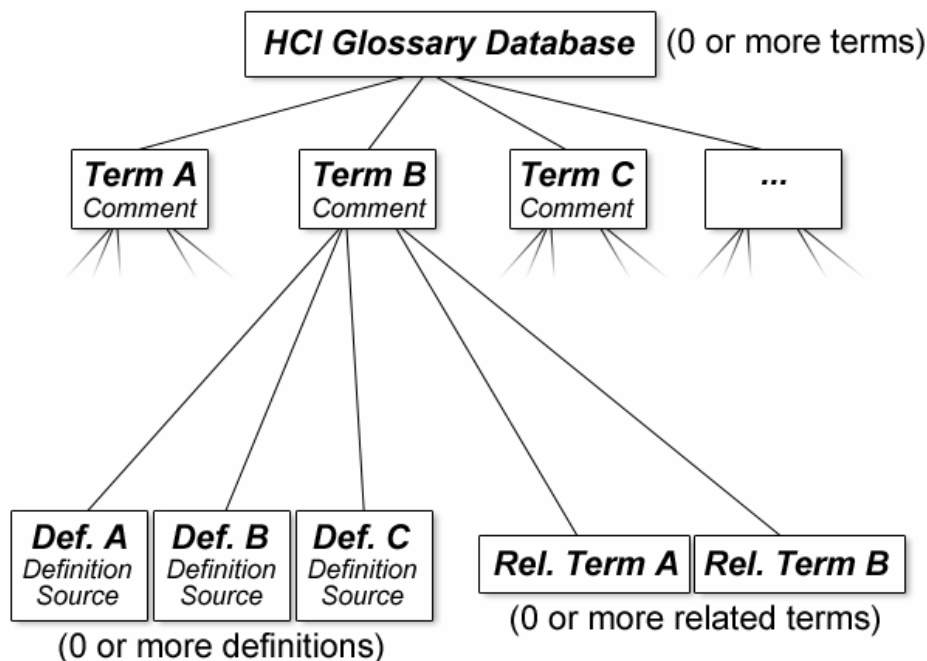 HCI Glossary Database
(0 or more terms)
Term A
Comment
Term B
Comment
Term C
Comment
...
Def. A
Definition
Source
Def. B
Definition
Source
Def. C
Definition
Source
(0 or more definitions)
Rel. Term A
Rel. Term B
(0 or more related terms)